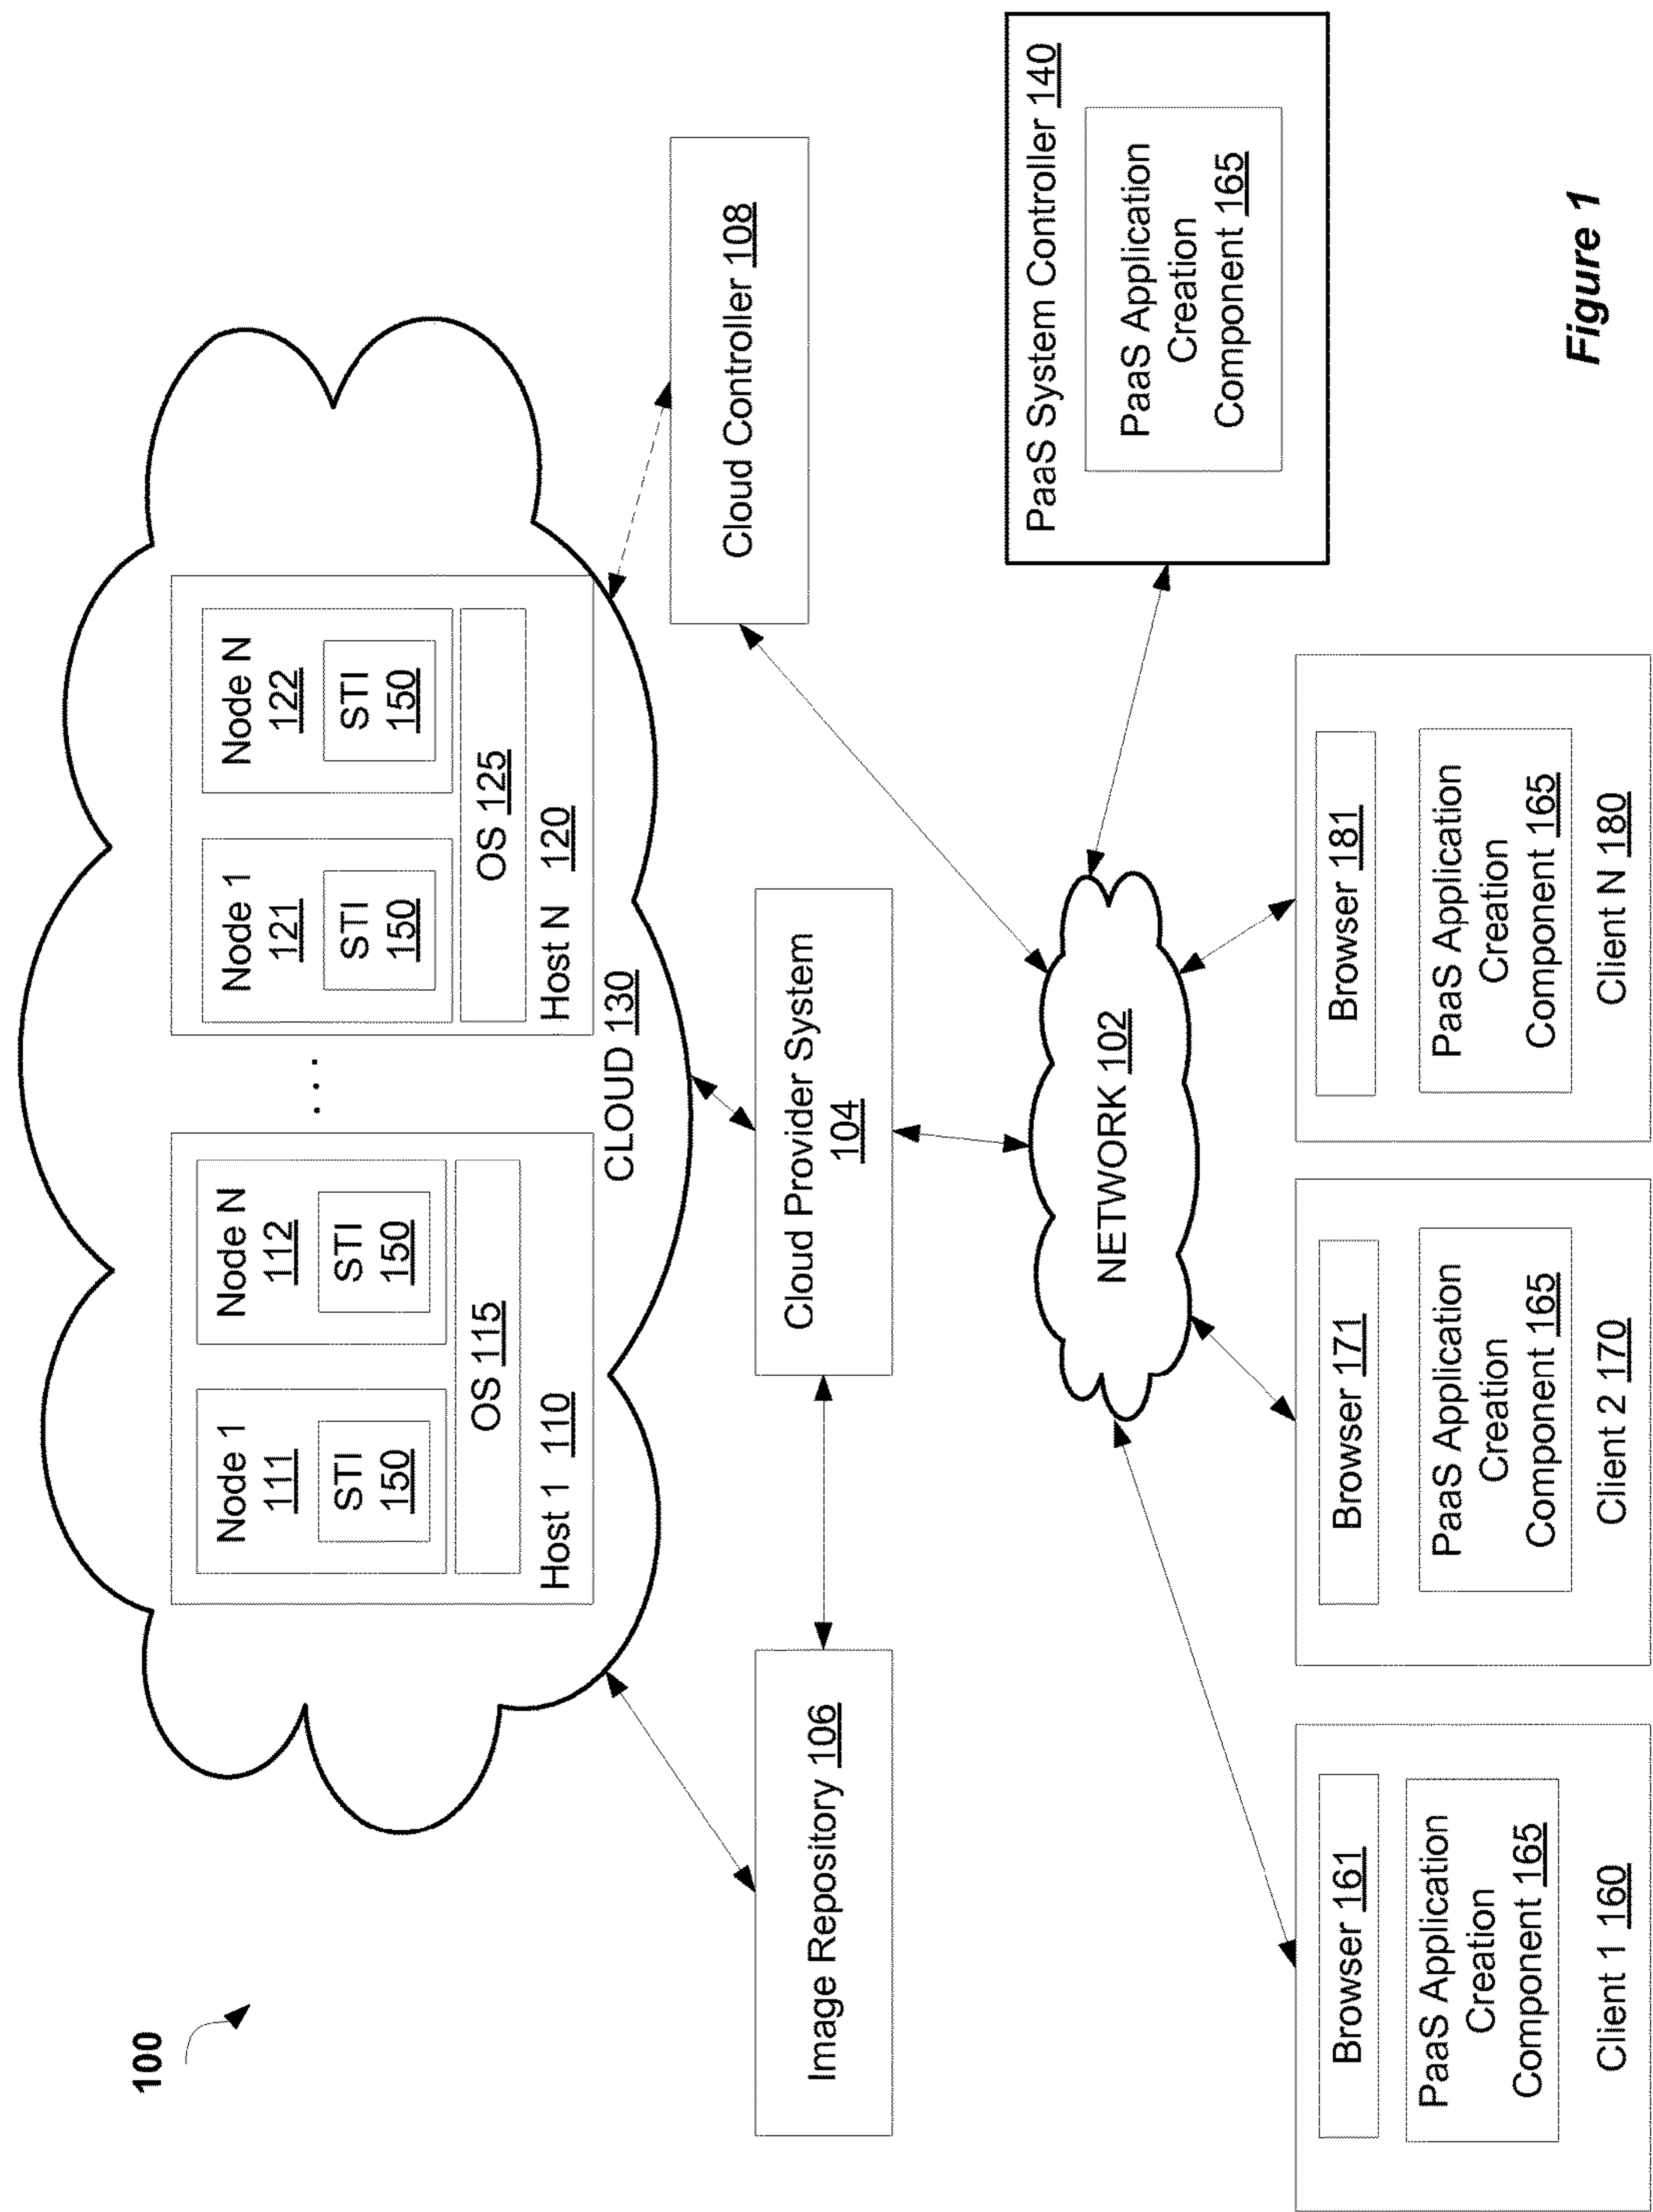 100
Node 1
111
STI
150
Node N
112
STI
150
OS 115
Host 1 110
. . .
Node 1
121
STI
150
Node N
122
STI
150
OS 125
Host N 120
CLOUD 130
Image Repository 106
Cloud Provider System
104
Cloud Controller 108
NETWORK 102
PaaS System Controller 140
PaaS Application
Creation
Component 165
Browser 161
PaaS Application
Creation
Component 165
Client 1 160
Browser 171
PaaS Application
Creation
Component 165
Client 2 170
Browser 181
PaaS Application
Creation
Component 165
Client N 180
Figure 1